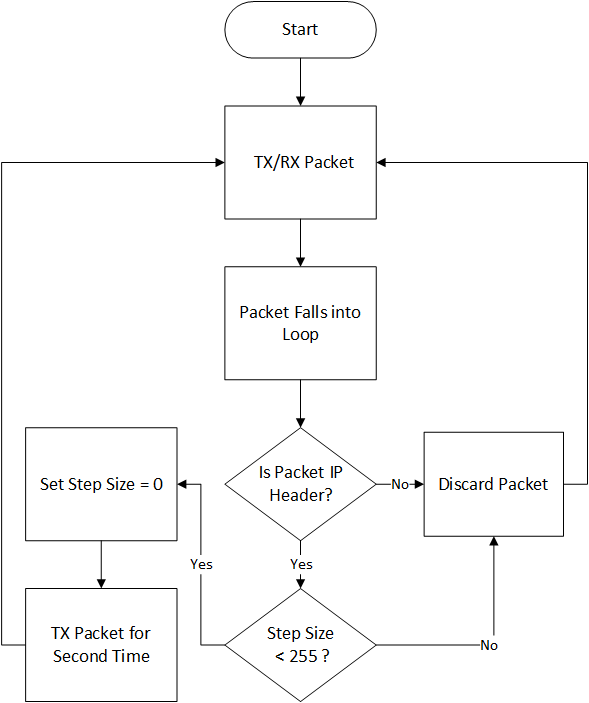 Start
TX/RX Packet
Packet Falls into
Loop
Is Packet IP
Header?
No
Discard Packet
Set Step Size = 0
Yes
Yes
TX Packet for
Second Time
Step Size
< 255 ?
No